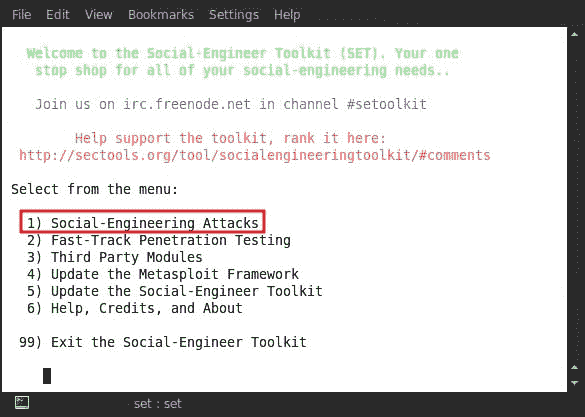 File Edit View Bookmarks Settings Help
Welcome to the Social-Engineer Toolkit (SET). Your one
stop shop for all of your social-engineering needs..
Join us on irc.freenode.net in channel #setoolkit
Help support the toolkit, rank it here:
http://sectools.org/tool/socialengineeringtoolkit/#comments
Select from the menu:
1) Social-Engineering Attacks
2) Fast-Track Penetration Testing
3) Third Party Modules
4) Update the Metasploit Framework
5) Update the Social-Engineer Toolkit
6) Help, Credits, and About
99) Exit the Social-Engineer Toolkit
set : set